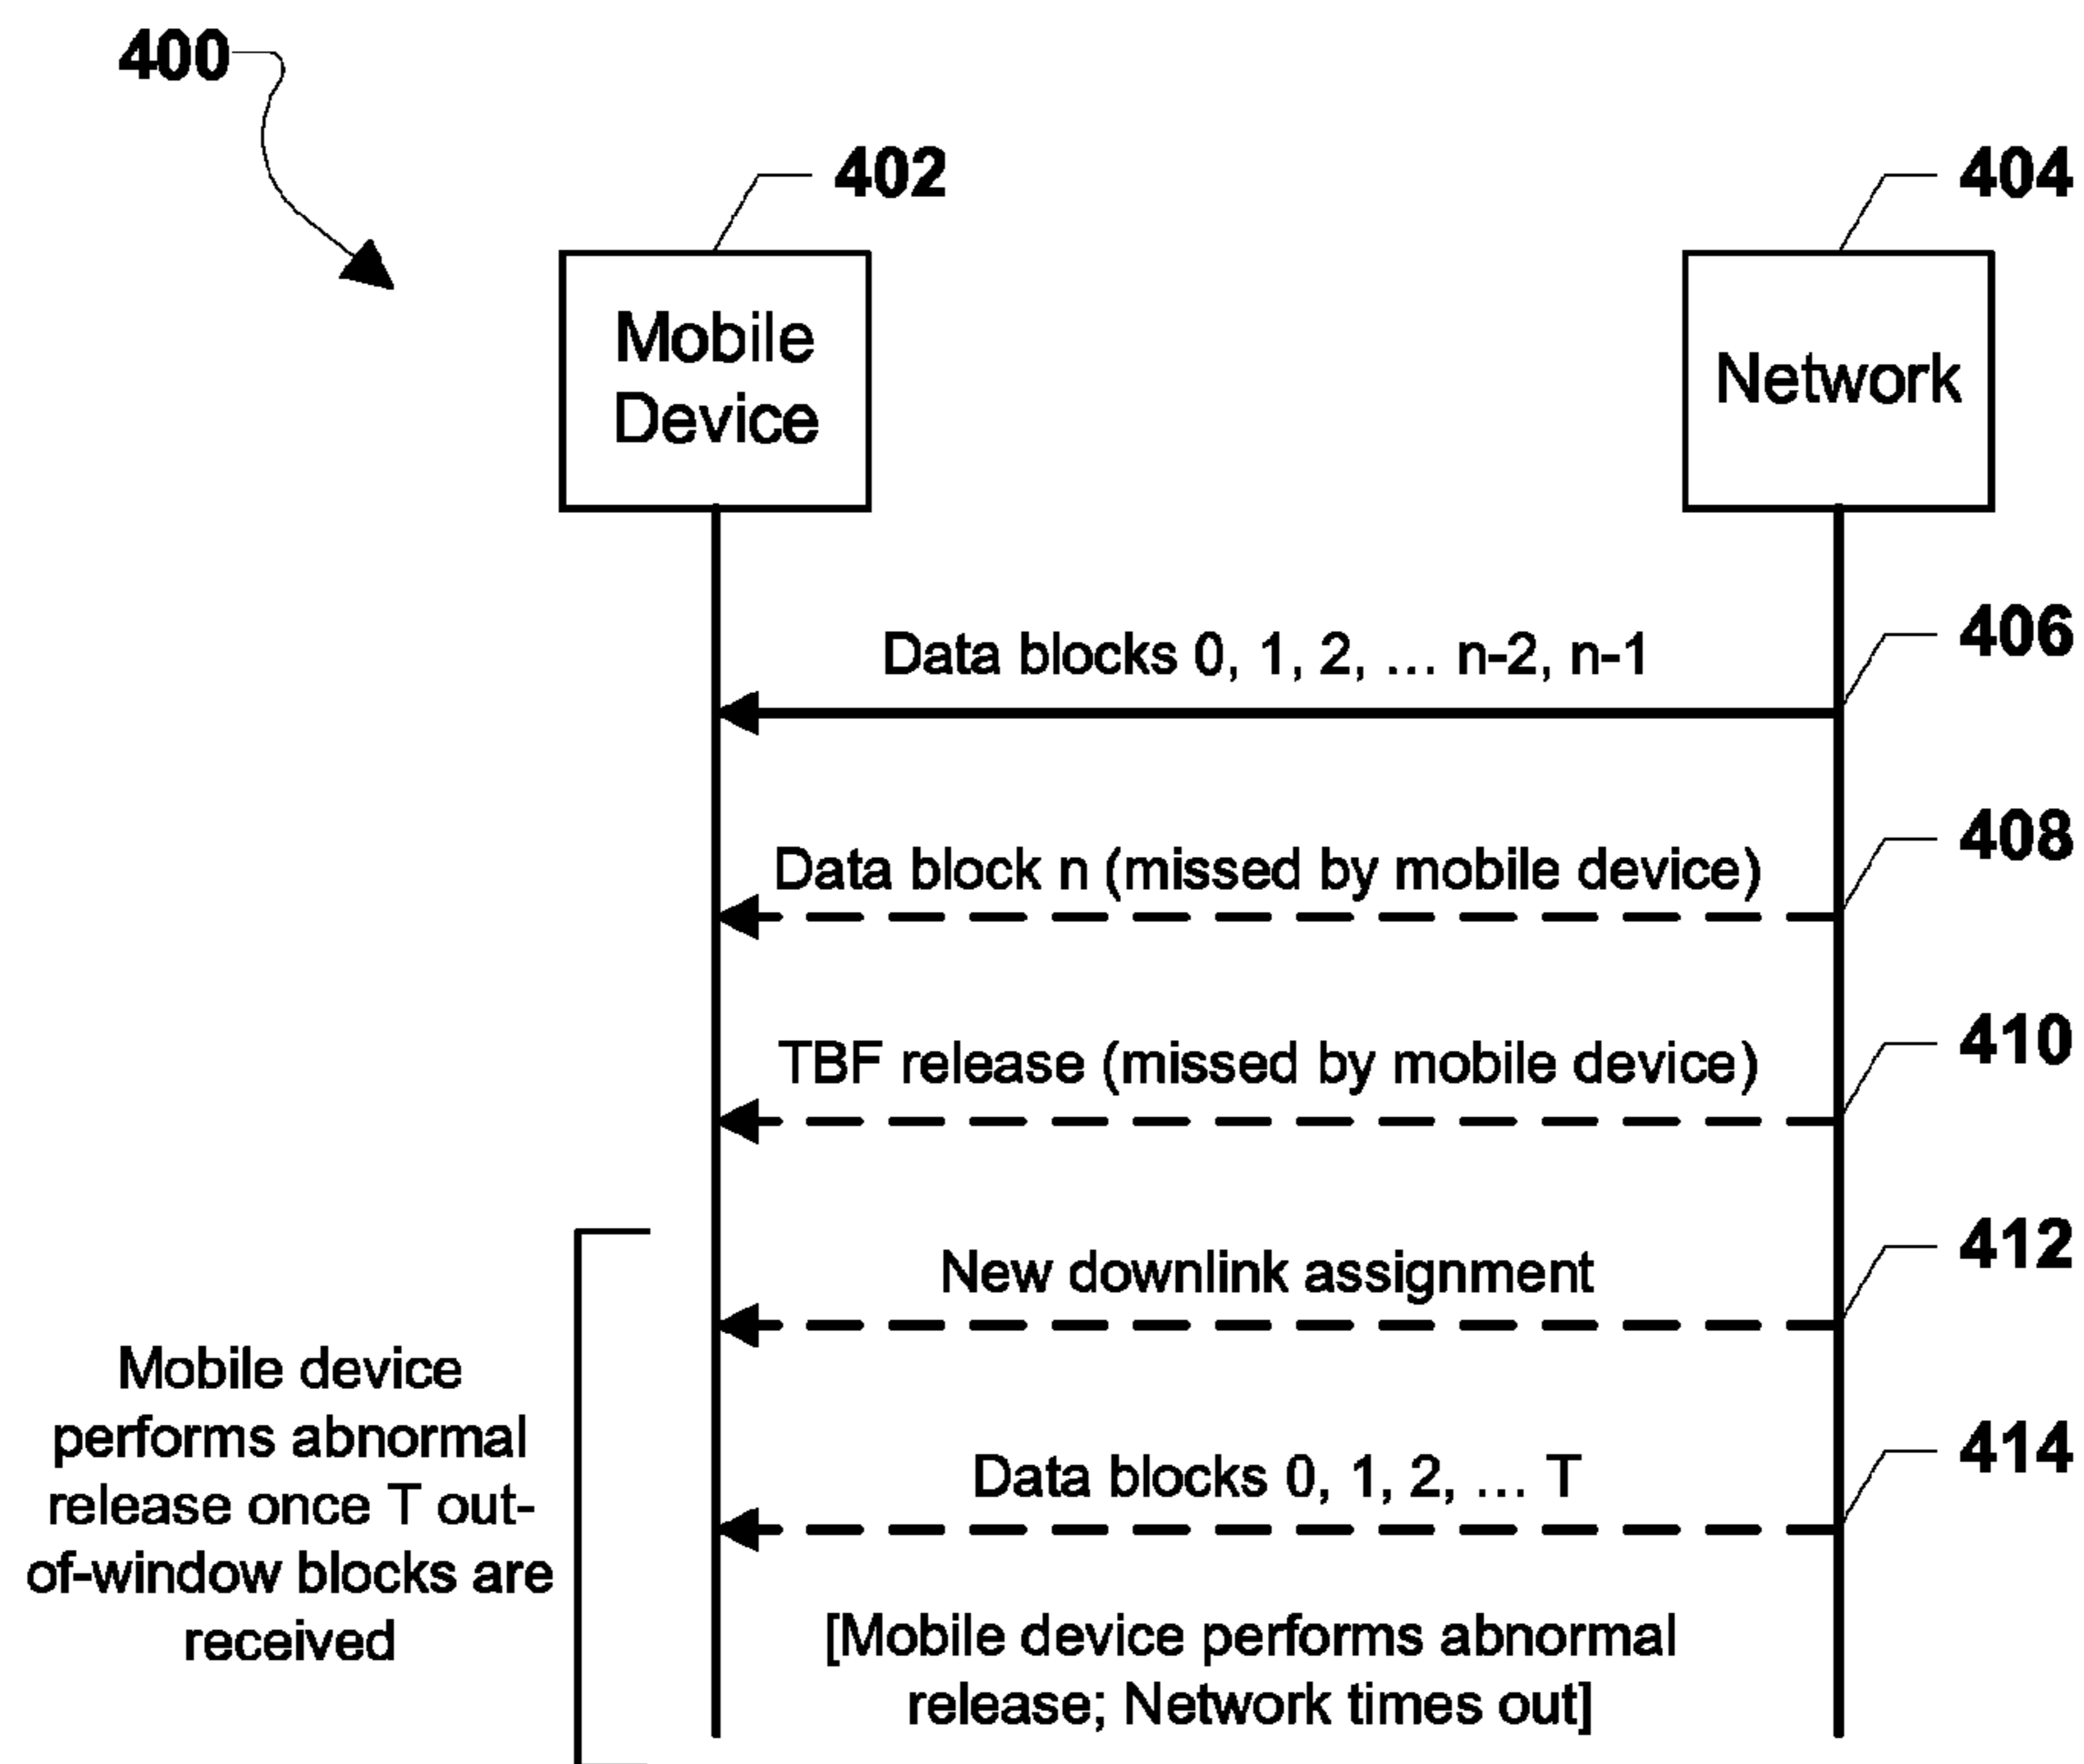 400
402
404
Mobile
Device
Network
406
Data blocks 0, 1, 2, ... n-2, n-1
408
Data block n (missed by mobile device)
410
TBF release (missed by mobile device)
412
New downlink assignment
Mobile device
performs abnormal
release once T out-
of-window blocks are
received
414
Data blocks 0, 1, 2, ... T
[Mobile device performs abnormal
release; Network times out]